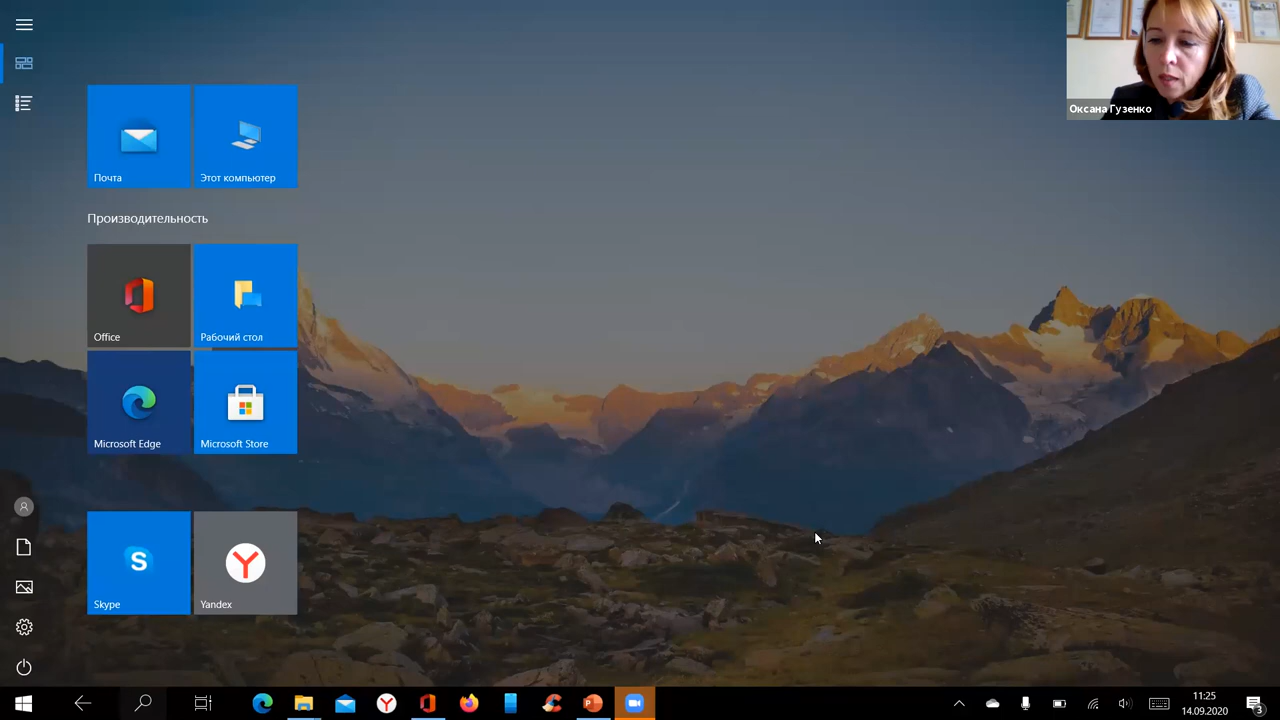 Оксана Гузенко
Почта
Этот компьютер
Производительность
Office
Рабочий стол
Microsoft Edge
Microsoft Store
S
Skype
Y
Yandex
11:25
14.09.2020
3